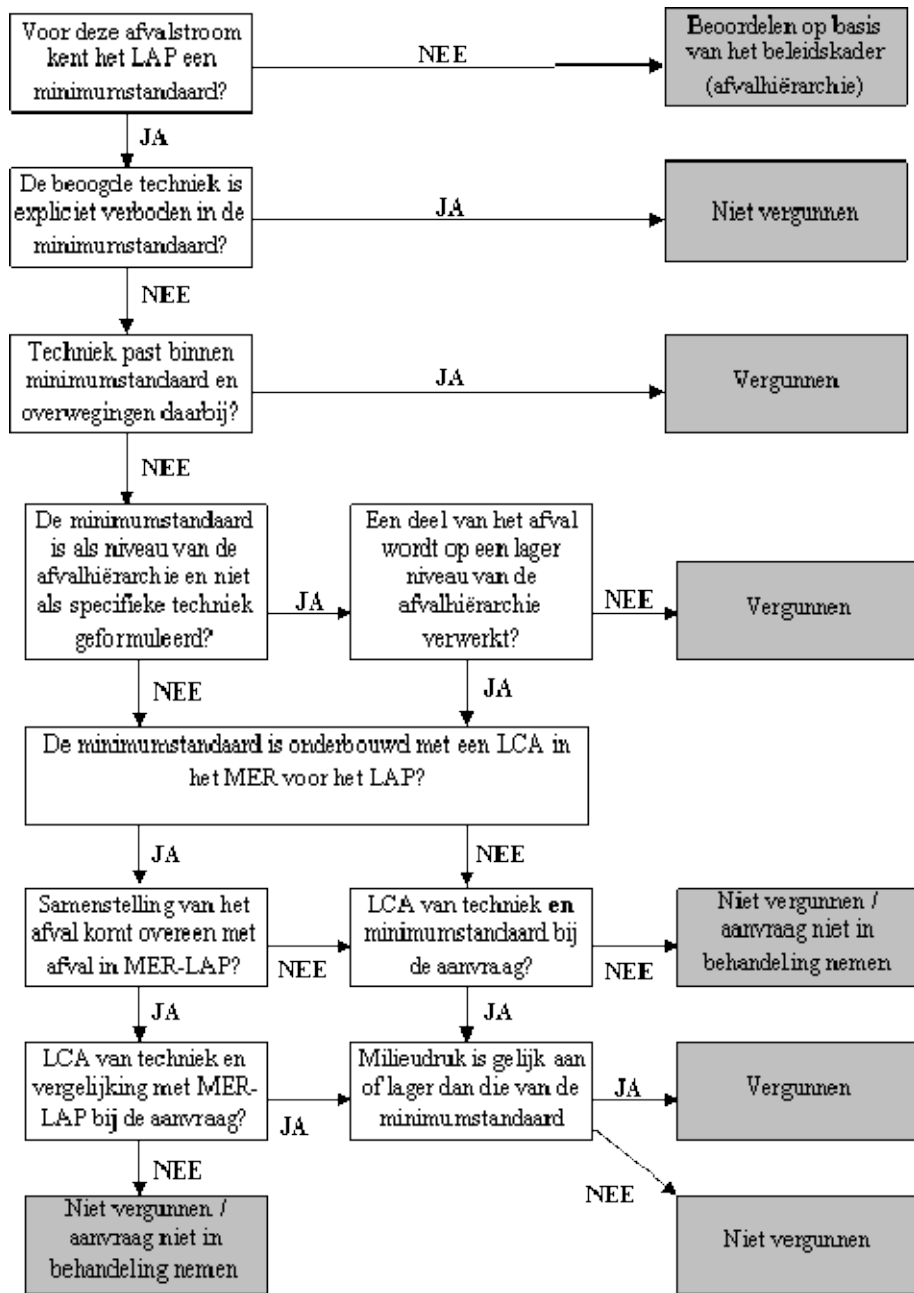 Voor deze afvalstroom
kent het LAP een
minimumstandaard?
NEE
Beoordelen op basis
van het beleidskader
(afvalhiërarchie)
JA
De beoogde techniek is
expliciet verboden in de
minimumstandaard?
JA
Niet vergunnen
NEE
Techniek past binnen
minimumstandaard en
overwegingen daarbij?
JA
Vergunnen
NEE
De minimumstandaard
is als niveau van de
afvalhiërarchie en niet
als specifieke techniek
geformuleerd?
JA
Een deel van het afval
wordt op een lager
niveau van de
afvalhiërarchie
verwerkt?
NEE
Vergunnen
NEE
JA
De minimumstandaard is onderbouwd met een LCA in
het MER voor het LAP?
JA
NEE
Samenstelling van het
afval komt overeen met
afval in MER-LAP?
NEE
LCA van techniek en
minimumstandaard bij
de aanvraag?
NEE
Niet vergunnen /
aanvraag niet in
behandeling nemen
JA
JA
LCA van techniek en
vergelijking met MER-
LAP bij de aanvraag?
JA
Milieudruk is gelijk aan
of lager dan die van de
minimumstandaard
JA
Vergunnen
NEE
NEE
Niet vergunnen /
aanvraag niet in
behandeling nemen
Niet vergunnen